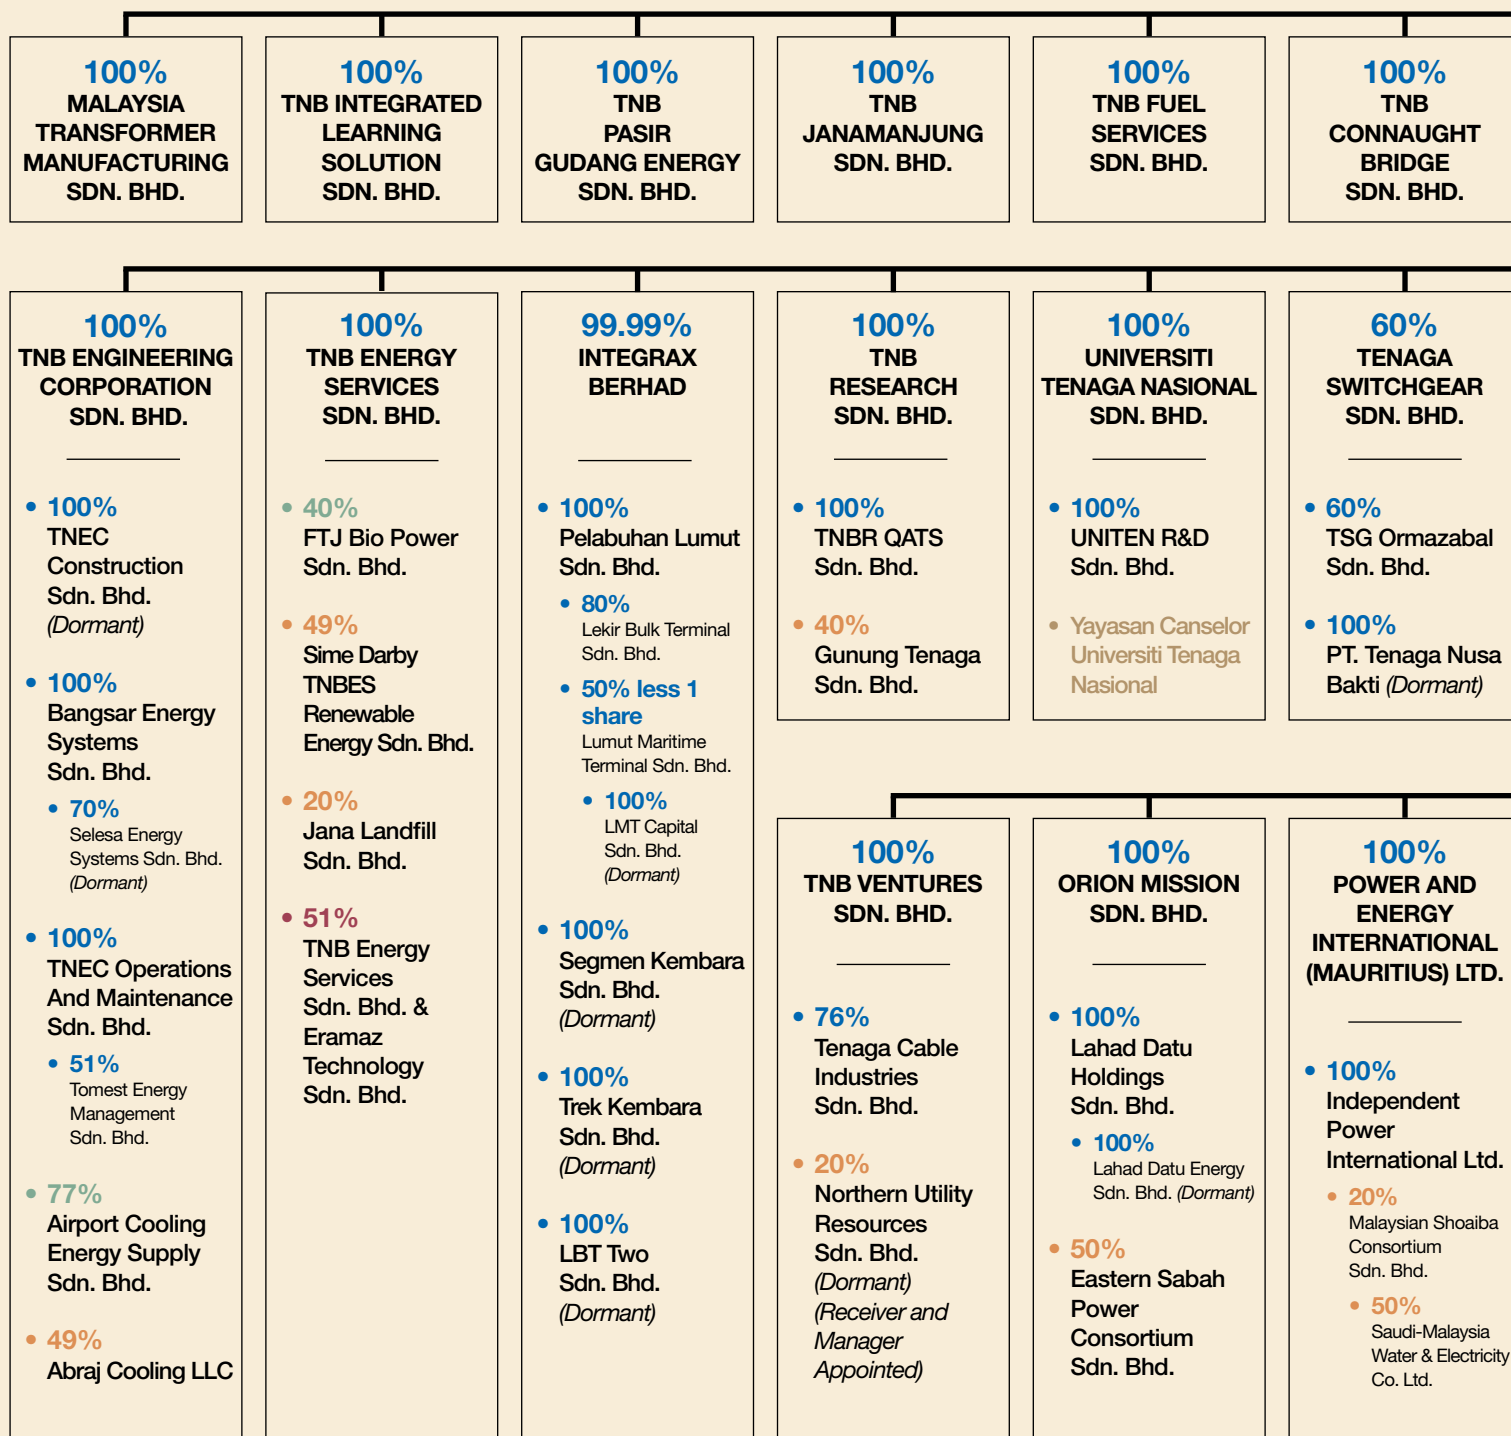 100%
MALAYSIA
TRANSFORMER
MANUFACTURING
SDN. BHD.
100%
TNB INTEGRATED
LEARNING
SOLUTION
SDN. BHD.
100%
TNB
PASIR
GUDANG ENERGY
SDN. BHD.
100%
TNB
JANAMANJUNG
SDN. BHD.
100%
TNB FUEL
SERVICES
SDN. BHD.
100%
TNB
CONNAUGHT
BRIDGE
SDN. BHD.
100%
TNB ENGINEERING
CORPORATION
SDN. BHD.
• 100%
TNEC
Construction
Sdn. Bhd.
(Dormant)
• 100%
Bangsar Energy
Systems
Sdn. Bhd.
• 70%
Selesa Energy
Systems Sdn. Bhd.
(Dormant)
• 100%
TNEC Operations
And Maintenance
Sdn. Bhd.
• 51%
Tomest Energy
Management
Sdn. Bhd.
• 77%
Airport Cooling
Energy Supply
Sdn. Bhd.
• 49%
Abraj Cooling LLC
100%
TNB ENERGY
SERVICES
SDN. BHD.
• 40%
FTJ Bio Power
Sdn. Bhd.
• 49%
Sime Darby
TNBES
Renewable
Energy Sdn. Bhd.
• 20%
Jana Landfill
Sdn. Bhd.
• 51%
TNB Energy
Services
Sdn. Bhd. &
Eramaz
Technology
Sdn. Bhd.
99.99%
INTEGRAX
BERHAD
• 100%
Pelabuhan Lumut
Sdn. Bhd.
• 80%
Lekir Bulk Terminal
Sdn. Bhd.
• 50% less 1
share
Lumut Maritime
Terminal Sdn. Bhd.
• 100%
LMT Capital
Sdn. Bhd.
(Dormant)
• 100%
Segmen Kembara
Sdn. Bhd.
(Dormant)
• 100%
Trek Kembara
Sdn. Bhd.
(Dormant)
• 100%
LBT Two
Sdn. Bhd.
(Dormant)
100%
TNB
RESEARCH
SDN. BHD.
• 100%
TNBR QATS
Sdn. Bhd.
• 40%
Gunung Tenaga
Sdn. Bhd.
100%
UNIVERSITI
TENAGA NASIONAL
SDN. BHD.
• 100%
UNITEN R&D
Sdn. Bhd.
• Yayasan Canselor
Universiti Tenaga
Nasional
60%
TENAGA
SWITCHGEAR
SDN. BHD.
• 60%
TSG Ormazabal
Sdn. Bhd.
• 100%
PT. Tenaga Nusa
Bakti (Dormant)
100%
TNB VENTURES
SDN. BHD.
• 76%
Tenaga Cable
Industries
Sdn. Bhd.
• 20%
Northern Utility
Resources
Sdn. Bhd.
(Dormant)
(Receiver and
Manager
Appointed)
100%
ORION MISSION
SDN. BHD.
• 100%
Lahad Datu
Holdings
Sdn. Bhd.
• 100%
Lahad Datu Energy
Sdn. Bhd. (Dormant)
• 50%
Eastern Sabah
Power
Consortium
Sdn. Bhd.
100%
POWER AND
ENERGY
INTERNATIONAL
(MAURITIUS) LTD.
• 100%
Independent
Power
International Ltd.
• 20%
Malaysian Shoaiba
Consortium
Sdn. Bhd.
• 50%
Saudi-Malaysia
Water & Electricity
Co. Ltd.